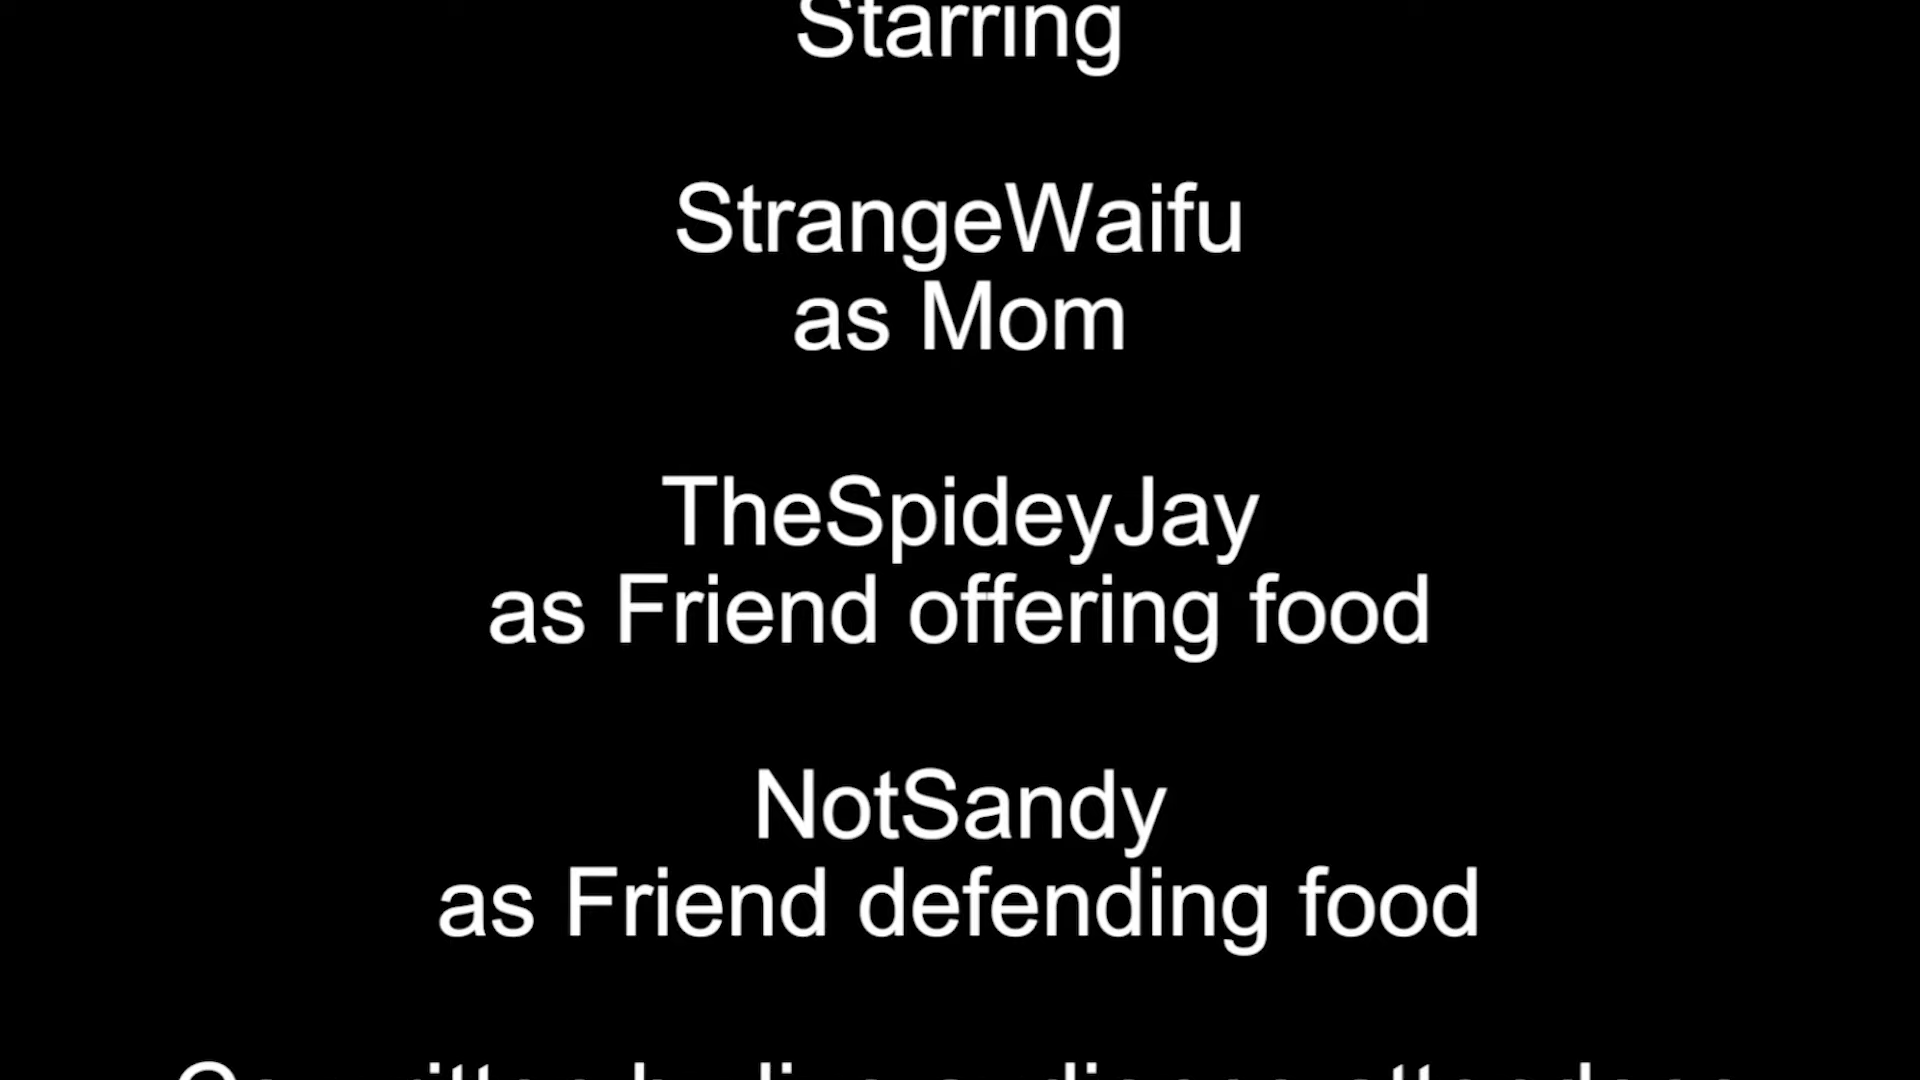 Starring
StrangeWaifu
as Mom
TheSpideyJay
as Friend offering food
NotSandy
as Friend defending food